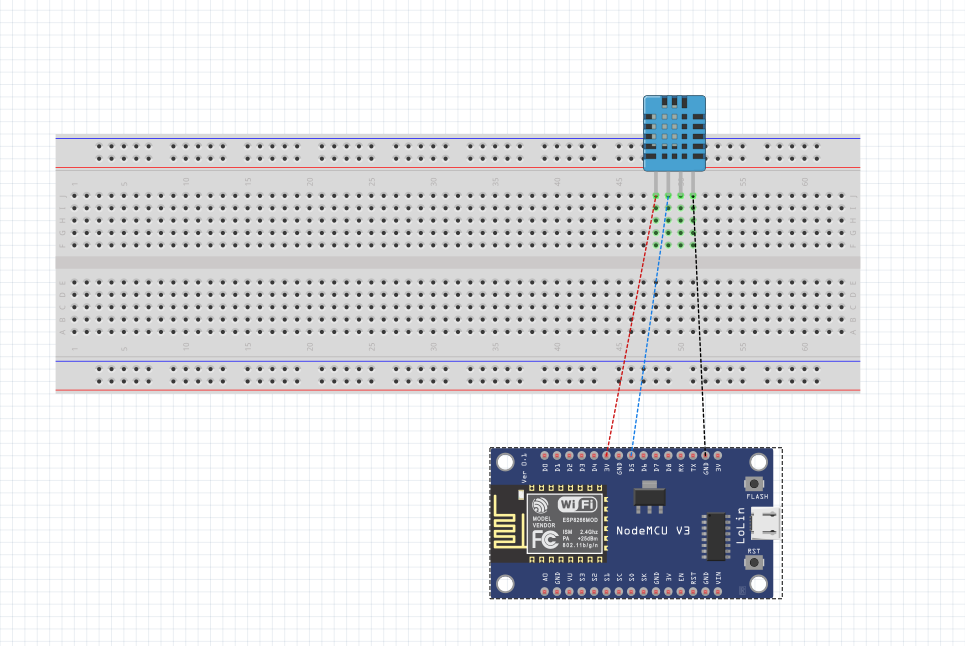 1 5 10 15 20 25 30 35 40 45 50 55 60
J
I
H
G
F
E
D
C
B
A
1 5 10 15 20 25 30 35 40 45 50 55 60
Ver 0.1
D0 D1 D2 D3 D4 3V GND D5 D6 D7 D8 RX TX GND 3V
FLASH
WiFi
MODEL
VENDOR
ESP8266MOD
FC
ISM 2.4Ghz
PA +25dBm
802.11b/g/n
NodeMCU V3
LoLin
RST
A0 GND VU S3 S2 S1 SC S0 SK GND 3V EN RST GND VIN